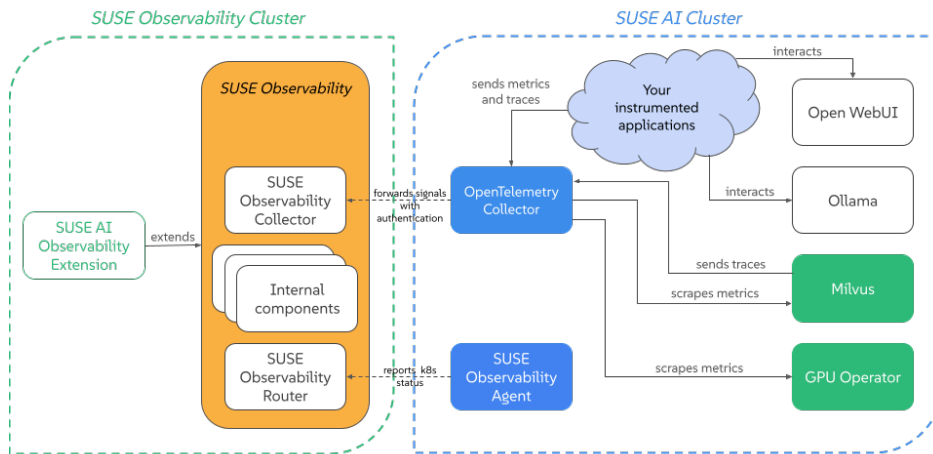 SUSE Observability Cluster
SUSE AI Cluster
SUSE Observability
interacts
sends metrics
and traces
Your
instrumented
applications
Open WebUI
SUSE
Observability
Collector
forwards signals
with
authentication
OpenTelemetry
Collector
interacts
Ollama
SUSE AI
Observability
Extension
extends
Internal
components
sends traces
scrapes metrics
Milvus
SUSE
Observability
Router
reports k8s
status
SUSE
Observability
Agent
scrapes metrics
GPU Operator